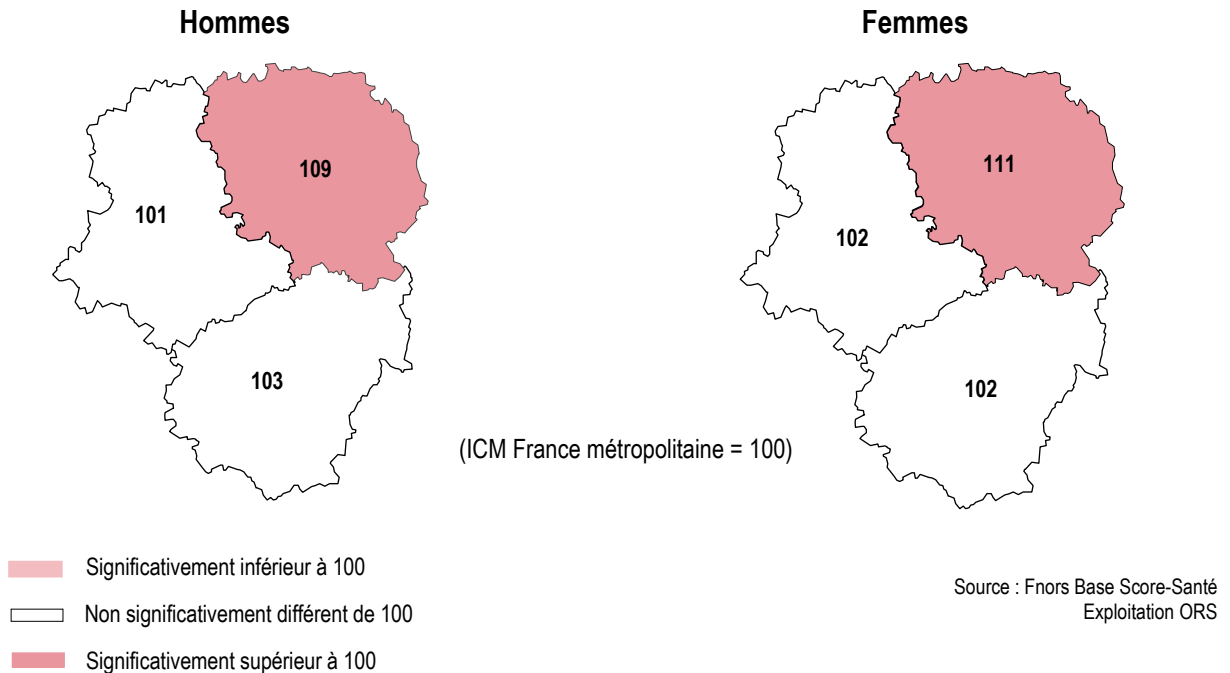 Hommes
Femmes
109
101
103
111
102
102
(ICM France métropolitaine = 100)
Significativement inférieur à 100
Non significativement différent de 100
Significativement supérieur à 100
Source : Fnors Base Score-Santé
Exploitation ORS